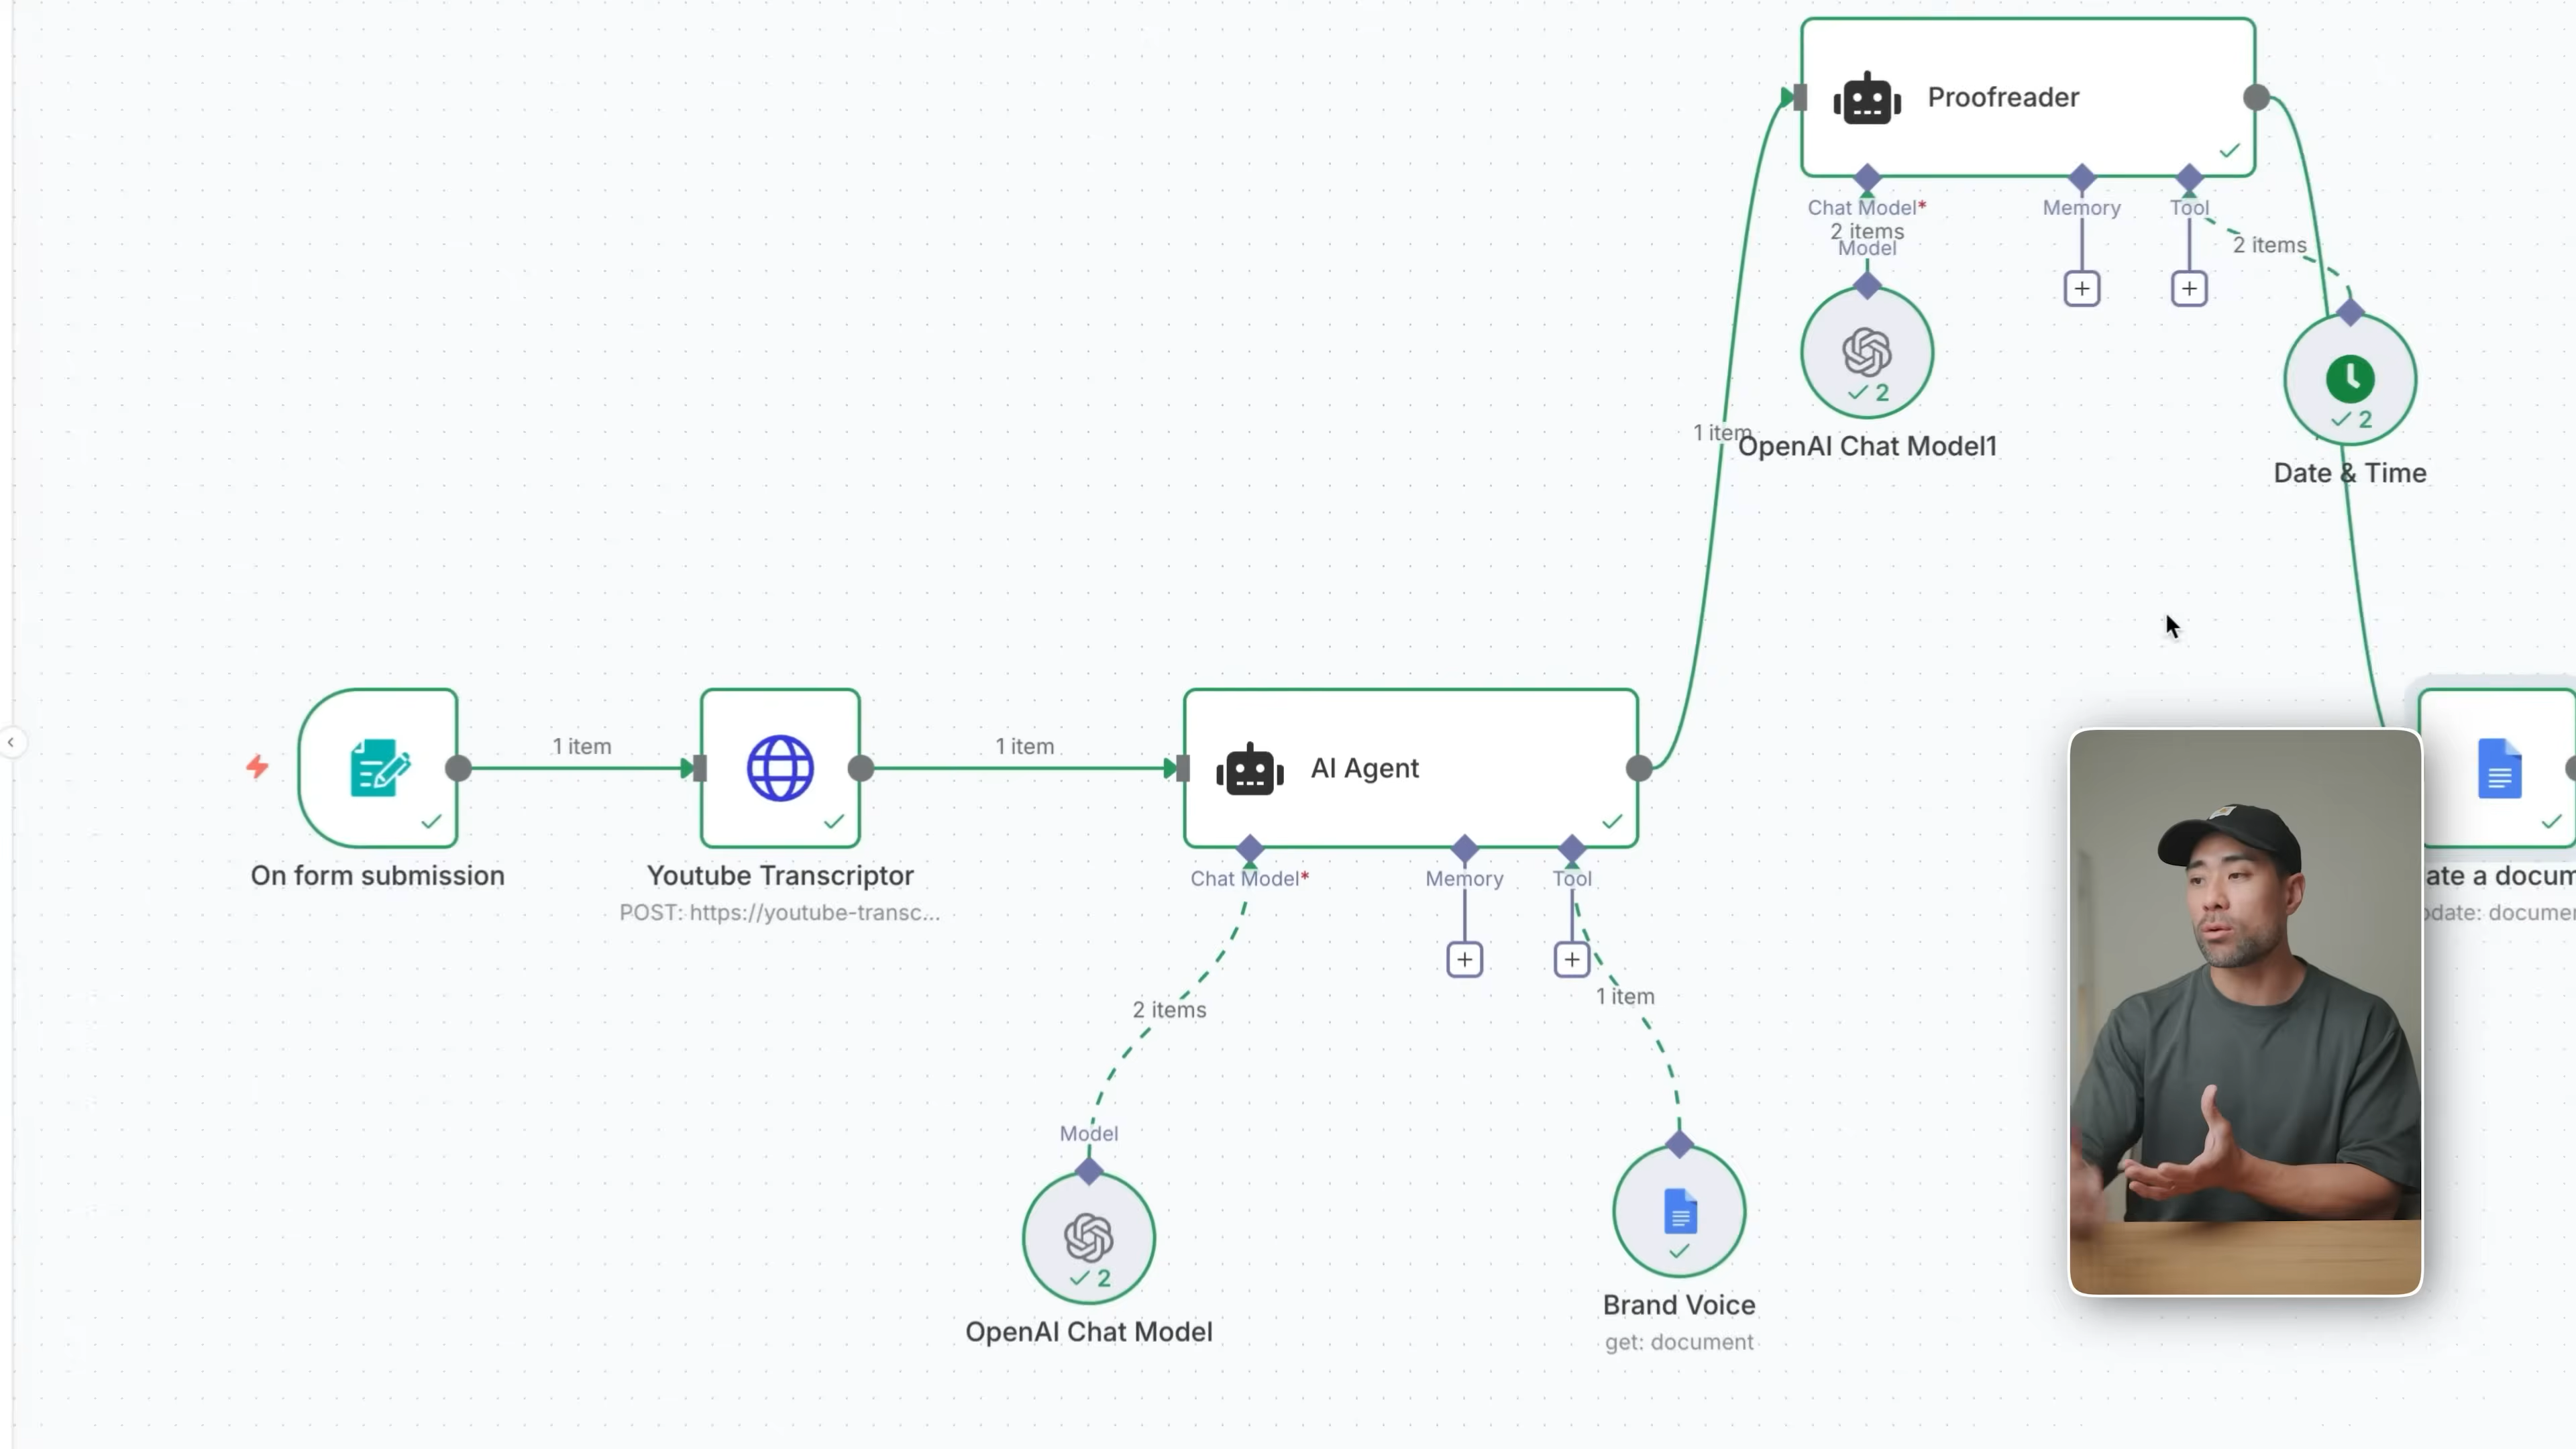 Proofreader
Chat Model*
Memory
Tool
2 items
Model
2 items
2
OpenAI Chat Model1
2
Date & Time
1 item
1 item
1 item
AI Agent
On form submission
Youtube Transcriptor
POST: https://youtube-transc...
Chat Model*
Memory
Tool
ate a docum
date: documen
2 items
1 item
Model
2
OpenAI Chat Model
Brand Voice
get: document